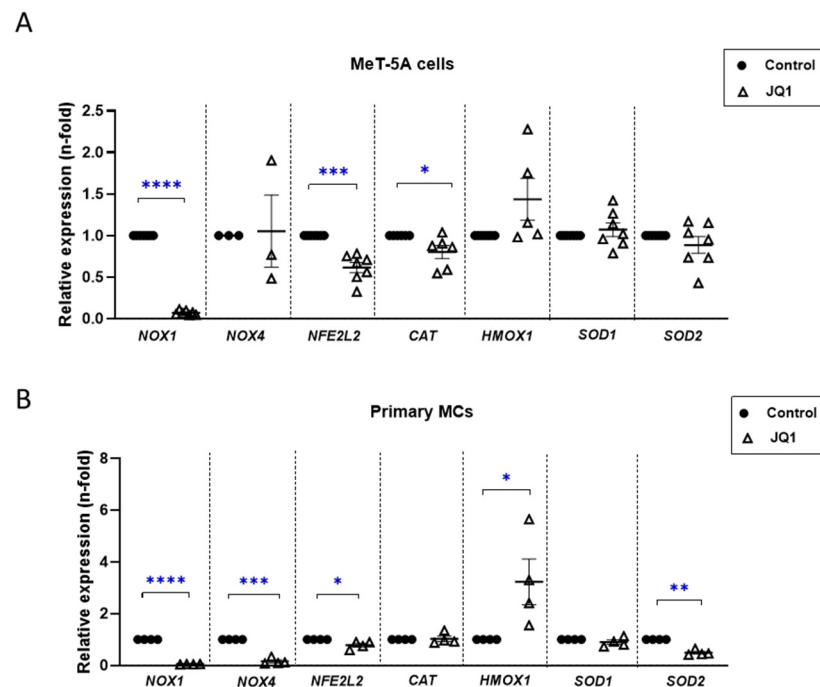 A
MeT-5A cells
Control
JQ1
Relative expression (n-fold)
2.5
2.0
1.5
1.0
0.5
0.0
****
***
*
NOX1 NOX4 NFE2L2 CAT HMOX1 SOD1 SOD2
B
Primary MCs
Control
JQ1
Relative expression (n-fold)
8
6
4
2
0
**** *** * * **
NOX1 NOX4 NFE2L2 CAT HMOX1 SOD1 SOD2